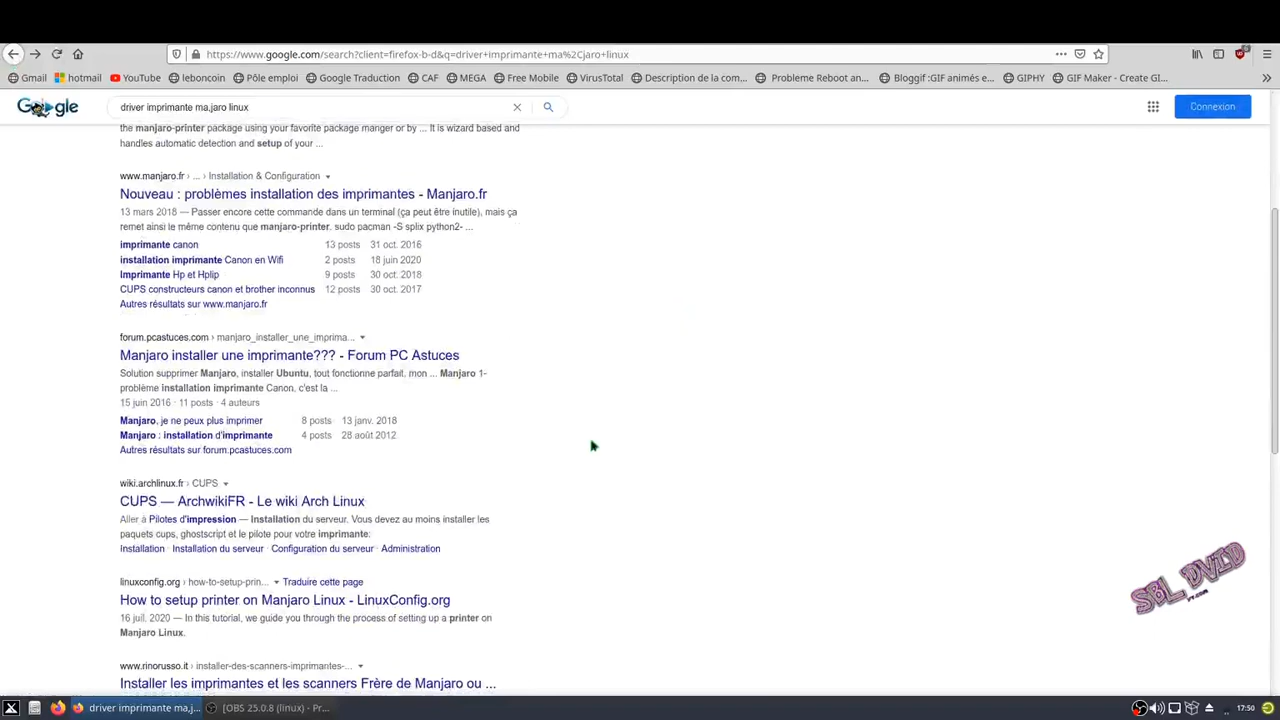 https://www.google.com/search?client=firefox-b-d&q=driver+imprimante+ma%2Cjaro+linux
Gmail hotmail YouTube leboncoin Pôle emploi Google Traduction CAF MEGA Free Mobile VirusTotal Description de la com... Probleme Reboot an... Bloggif :GIF animés e... GIPHY GIF Maker - Create GI...
Google driver imprimante ma,jaro linux Connexion
the manjaro-printer package using your favorite package manger or by ... It is wizard based and
handles automatic detection and setup of your ...
www.manjaro.fr › ... › Installation & Configuration
Nouveau : problèmes installation des imprimantes - Manjaro.fr
13 mars 2018 — Passer encore cette commande dans un terminal (ça peut être inutile), mais ça
remet ainsi le même contenu que manjaro-printer. sudo pacman -S splix python2- ...
imprimante canon 13 posts 31 oct. 2016
installation imprimante Canon en Wifi 2 posts 18 juin 2020
Imprimante Hp et Hplip 9 posts 30 oct. 2018
CUPS constructeurs canon et brother inconnus 12 posts 30 oct. 2017
Autres résultats sur www.manjaro.fr
forum.pcastuces.com › manjaro_installer_une_imprima...
Manjaro installer une imprimante??? - Forum PC Astuces
Solution supprimer Manjaro, installer Ubuntu, tout fonctionne parfait, mon ... Manjaro 1-
problème installation imprimante Canon, c'est la ...
15 juin 2016 · 11 posts · 4 auteurs
Manjaro, je ne peux plus imprimer 8 posts 13 janv. 2018
Manjaro : installation d'imprimante 4 posts 28 août 2012
Autres résultats sur forum.pcastuces.com
wiki.archlinux.fr › CUPS
CUPS — ArchwikiFR - Le wiki Arch Linux
Aller à Pilotes d'impression — Installation du serveur. Vous devez au moins installer les
paquets cups, ghostscript et le pilote pour votre imprimante:
Installation · Installation du serveur · Configuration du serveur · Administration
linuxconfig.org › how-to-setup-prin... Traduire cette page
How to setup printer on Manjaro Linux - LinuxConfig.org
16 juil. 2020 — In this tutorial, we guide you through the process of setting up a printer on
Manjaro Linux.
SBL_DVID
www.rinorusso.it › installer-des-scanners-imprimantes-...
Installer les imprimantes et les scanners Frère de Manjaro ou ...
driver imprimante ma,j... [OBS 25.0.8 (linux) - Pr... 17:50